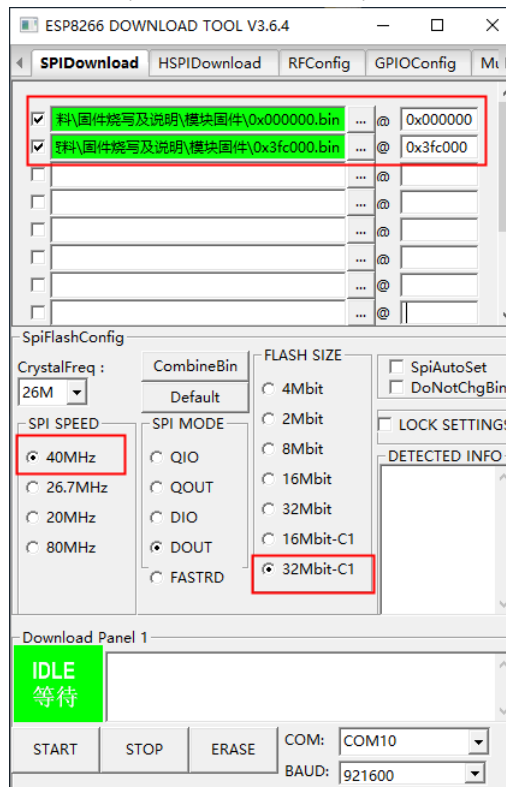 ESP8266 DOWNLOAD TOOL V3.6.4
SPIDownload HSPIDownload RFConfig GPIOConfig
料\固件烧写及说明\模块固件\0x000000.bin ... @ 0x000000
\固件烧写及说明\模块固件\0x3fc000.bin ... @ 0x3fc000
... @
... @
... @
... @
... @
... @
SpiFlashConfig
CrystalFreq :
26M
CombineBin
Default
SPI SPEED
40MHz
26.7MHz
20MHz
80MHz
SPI MODE
QIO
QOUT
DIO
DOUT
FASTRD
FLASH SIZE
4Mbit
2Mbit
8Mbit
16Mbit
32Mbit
16Mbit-C1
32Mbit-C1
SpiAutoSet
DoNotChgBin
LOCK SETTINGS
DETECTED INFO
Download Panel 1
IDLE
等待
START STOP ERASE
COM: COM10
BAUD: 921600